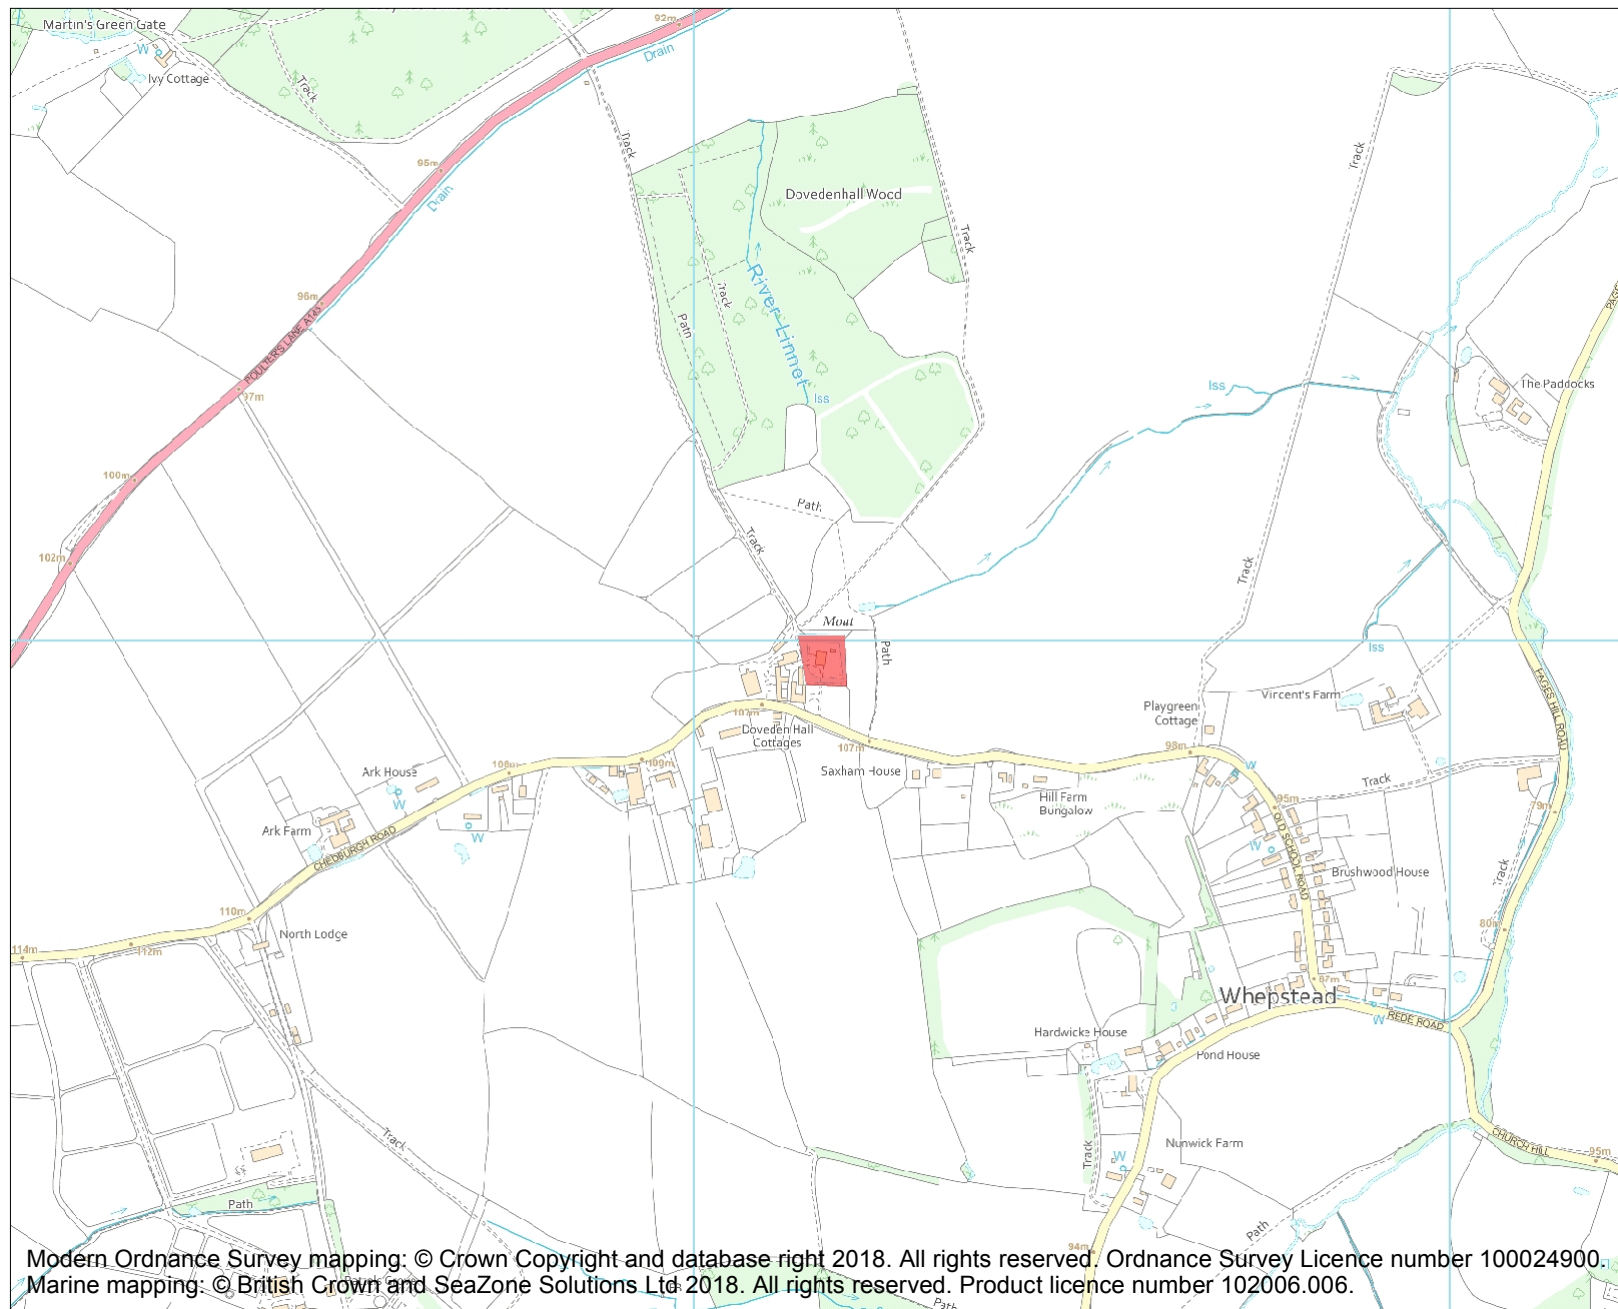 92m
Martin's Green Gate
W
Drain
Ivy Cottage
Track
Track
Track
95m
Drain
Dovedenhall Wood
Track
96m
River Linnet
Track
Path
POULTER'S LANE A143
97m
Iss
Iss
The Paddocks
100m
Path
Track
102m
Track
Moat
Path
Iss
Vincent's Farm
PAGES HILL ROAD
Playgreen
Cottage
107m
Doveden Hall
Cottages
107m
98m
109m
Saxham House
W
Ark House
108m
Track
W
Hill Farm
Bungalow
95m
79m
Ark Farm
CHEDBURGH ROAD
W
OLD SCHOOL ROAD
W
Brushwood House
Track
110m
North Lodge
80m
114m
112m
87m
Whepstead
W
REDE ROAD
Hardwicke House
Pond House
Track
Track
Nunwick Farm
W
CHURCH HILL
95m
Path
Path
94m
Modern Ordnance Survey mapping: © Crown Copyright and database right 2018. All rights reserved. Ordnance Survey Licence number 100024900.
Marine mapping: © British Crown and SeaZone Solutions Ltd 2018. All rights reserved. Product licence number 102006.006.
Path